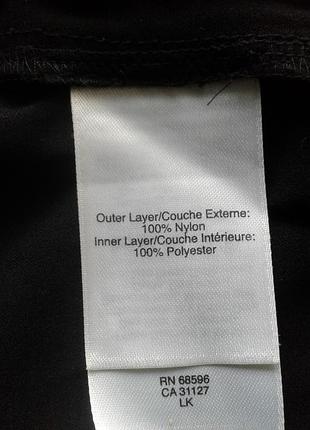 Outer Layer/Couche Externe:
100% Nylon
Inner Layer/Couche Intérieure:
100% Polyester
RN 68596
CA 31127
LK